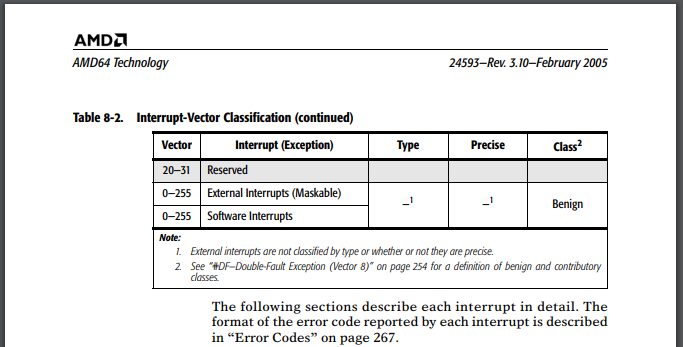 AMD
AMD64 Technology 24593—Rev. 3.10—February 2005
Table 8-2. Interrupt-Vector Classification (continued)
Vector Interrupt (Exception) Type Precise Class2
20–31 Reserved
0–255 External Interrupts (Maskable) –1 –1 Benign
0–255 Software Interrupts
Note:
1. External interrupts are not classified by type or whether or not they are precise.
2. See “#DF—Double-Fault Exception (Vector 8)” on page 254 for a definition of benign and contributory
classes.
The following sections describe each interrupt in detail. The
format of the error code reported by each interrupt is described
in “Error Codes” on page 267.